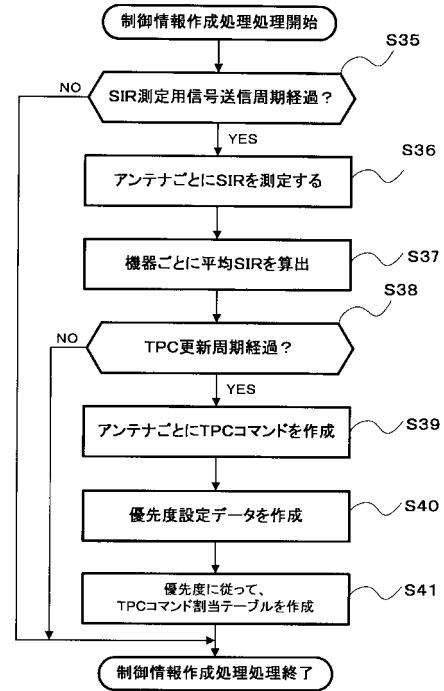 制御情報作成処理処理開始
S35
NO
SIR測定用信号送信周期経過？
YES
S36
アンテナごとにSIRを測定する
S37
機器ごとに平均SIRを算出
S38
NO
TPC更新周期経過？
YES
S39
アンテナごとにTPCコマンドを作成
S40
優先度設定データを作成
S41
優先度に従って、
TPCコマンド割当テーブルを作成
制御情報作成処理処理終了